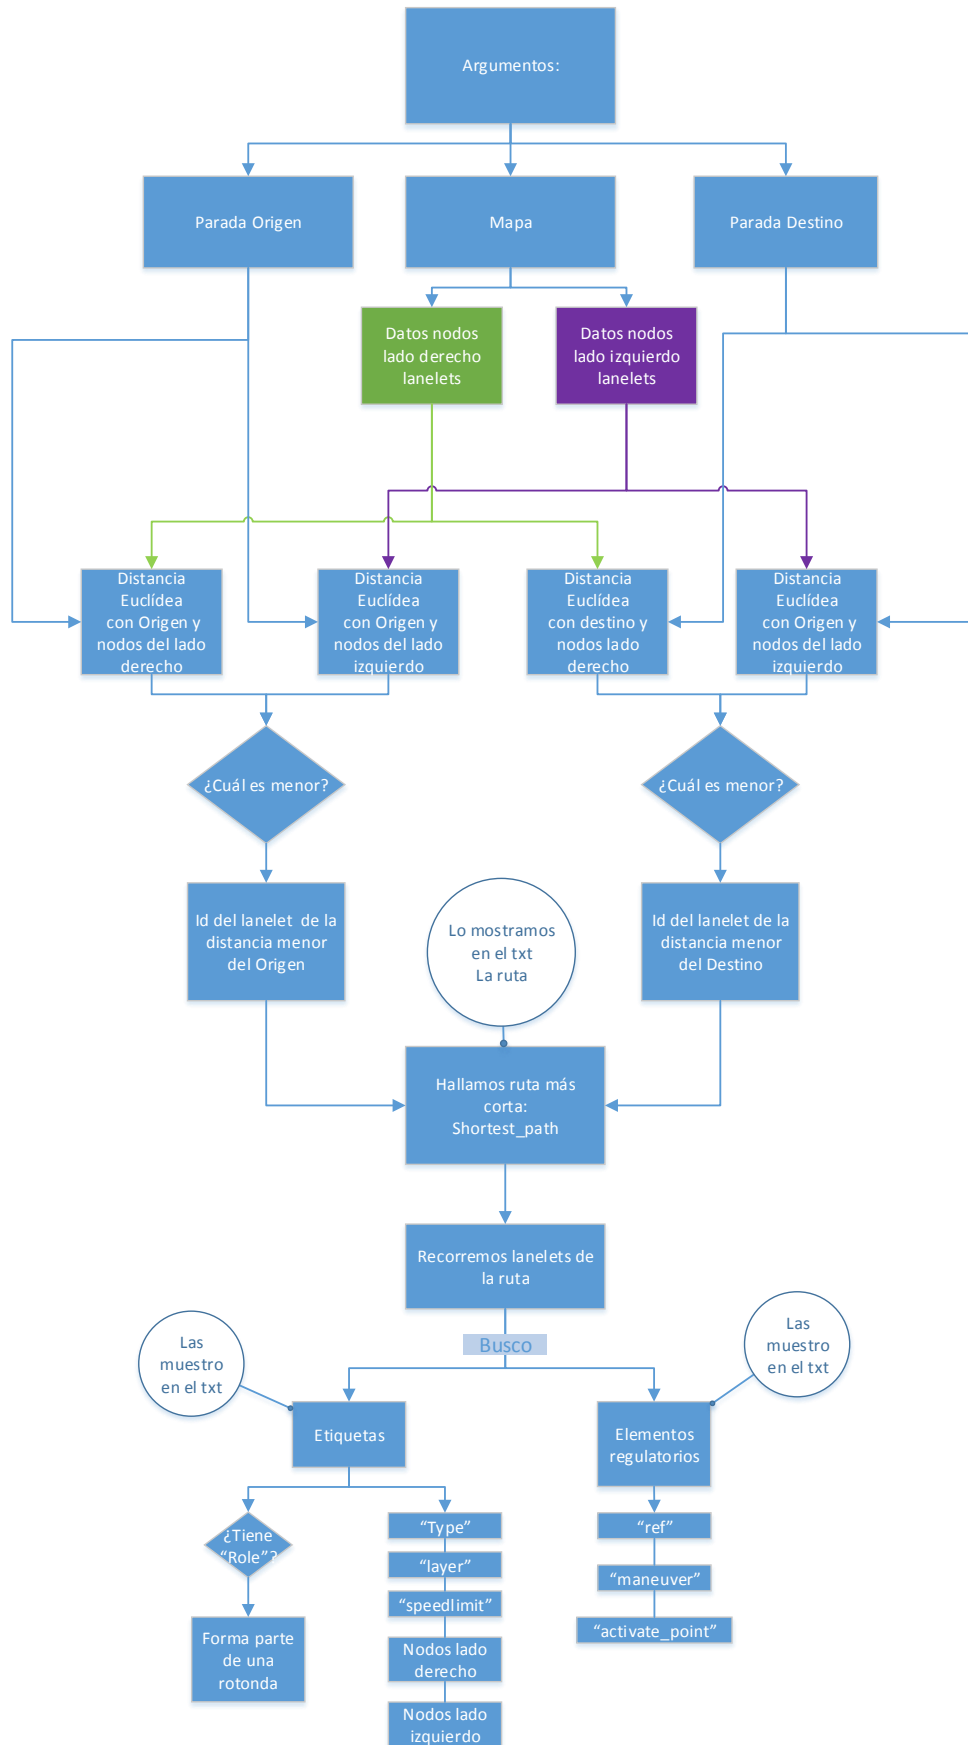 Argumentos:
Parada Origen
Mapa
Parada Destino
Datos nodos
lado derecho
lanelets
Datos nodos
lado izquierdo
lanelets
Distancia
Euclídea
con Origen y
nodos del lado
derecho
Distancia
Euclídea
con Origen y
nodos del lado
izquierdo
Distancia
Euclídea
con destino y
nodos lado
derecho
Distancia
Euclídea
con Origen y
nodos del lado
izquierdo
¿Cuál es menor?
¿Cuál es menor?
Id del lanelet de la
distancia menor
del Origen
Lo mostramos
en el txt
La ruta
Id del lanelet de la
distancia menor
del Destino
Hallamos ruta más
corta:
Shortest_path
Recorremos lanelets de
la ruta
Busco
Las
muestro
en el txt
Las
muestro
en el txt
Etiquetas
Elementos
regulatorios
¿Tiene
“Role”?
Forma parte
de una
rotonda
“Type”
“layer”
“speedlimit”
Nodos lado
derecho
Nodos lado
izquierdo
“ref”
“maneuver”
“activate_point”